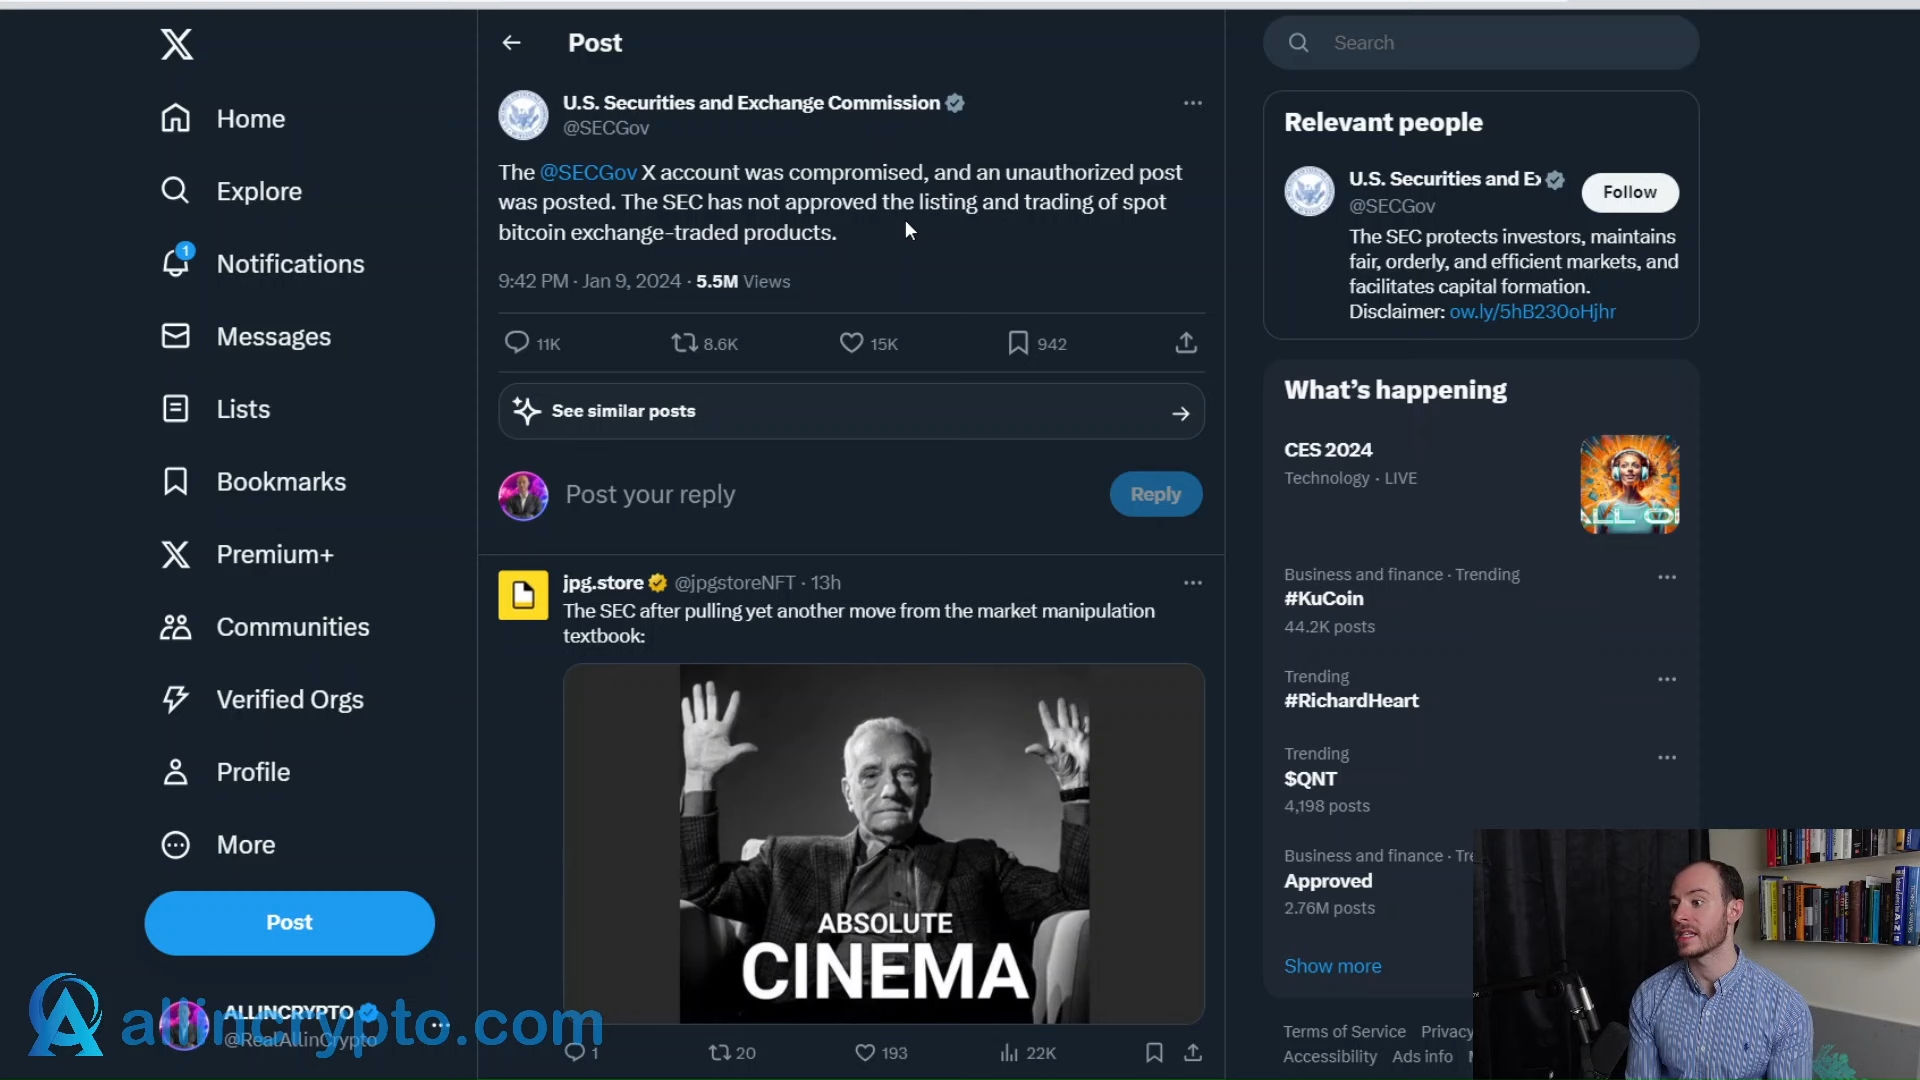 Home
Explore
1
Notifications
Messages
Lists
Bookmarks
Premium+
Communities
Verified Orgs
Profile
More
Post
ALLINCRYPTO
@RealAllinCrypto
allincrypto.com
Post
U.S. Securities and Exchange Commission
@SECGov
The @SECGov X account was compromised, and an unauthorized post
was posted. The SEC has not approved the listing and trading of spot
bitcoin exchange-traded products.
9:42 PM · Jan 9, 2024 · 5.5M Views
11K 8.6K 15K 942
See similar posts
Post your reply
Reply
jpg.store @jpgstoreNFT · 13h
The SEC after pulling yet another move from the market manipulation
textbook:
ABSOLUTE
CINEMA
1 20 193 22K
Search
Relevant people
U.S. Securities and Ex
@SECGov
Follow
The SEC protects investors, maintains
fair, orderly, and efficient markets, and
facilitates capital formation.
Disclaimer: ow.ly/5hB230oHjhr
What's happening
CES 2024
Technology · LIVE
ALL O
Business and finance · Trending
#KuCoin
44.2K posts
Trending
#RichardHeart
Trending
$QNT
4,198 posts
Business and finance · Tre
Approved
2.76M posts
Show more
Terms of Service Privacy
Accessibility Ads info